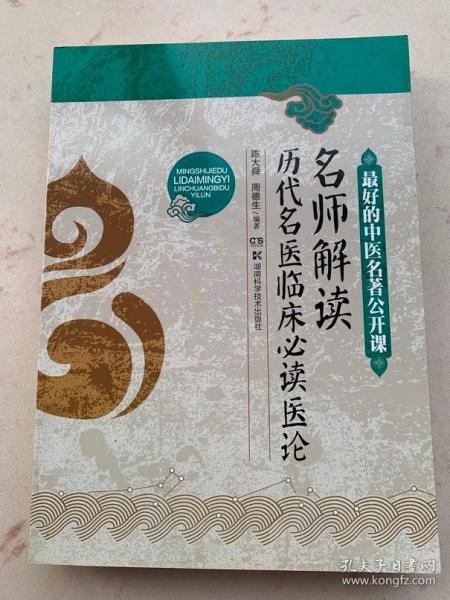 最好的中医名著公开课
名师解读
历代名医临床必读医论
陈大舜 周德生/编著
湖南科学技术出版社
MINGSHIJIEDU
LIDAIMINGYI
LINCHUANGBIDU
YILUN
孔夫子旧书网
www.kongfz.com